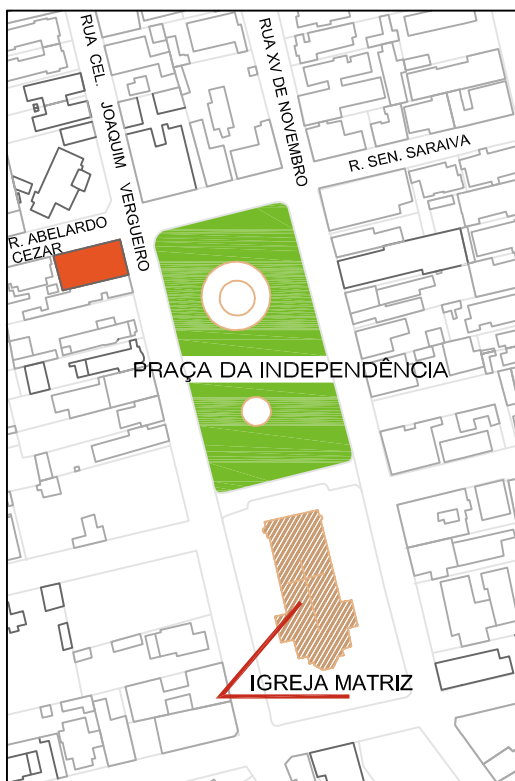 RUA CEL. JOAQUIM VERGUEIRO
RUA XV DE NOVEMBRO
R. SEN. SARAIVA
R. ABELARDO
CEZAR
PRAÇA DA INDEPENDÊNCIA
IGREJA MATRIZ